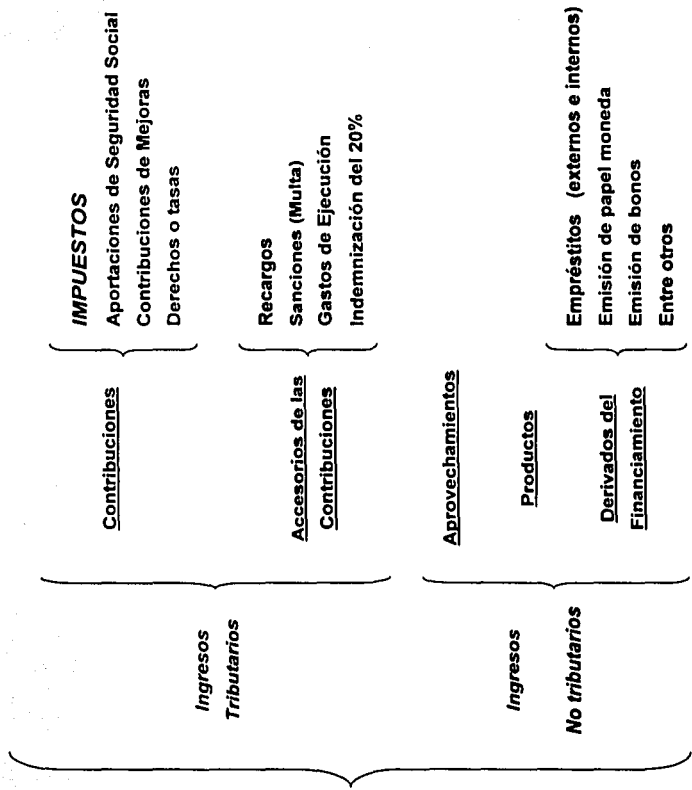 Ingresos
Tributarios
Contribuciones
IMPUESTOS
Aportaciones de Seguridad Social
Contribuciones de Mejoras
Derechos o tasas
Accesorios de las
Contribuciones
Recargos
Sanciones (Multa)
Gastos de Ejecución
Indemnización del 20%
Ingresos
No tributarios
Aprovechamientos
Productos
Derivados del
Financiamiento
Empréstitos (externos e internos)
Emisión de papel moneda
Emisión de bonos
Entre otros